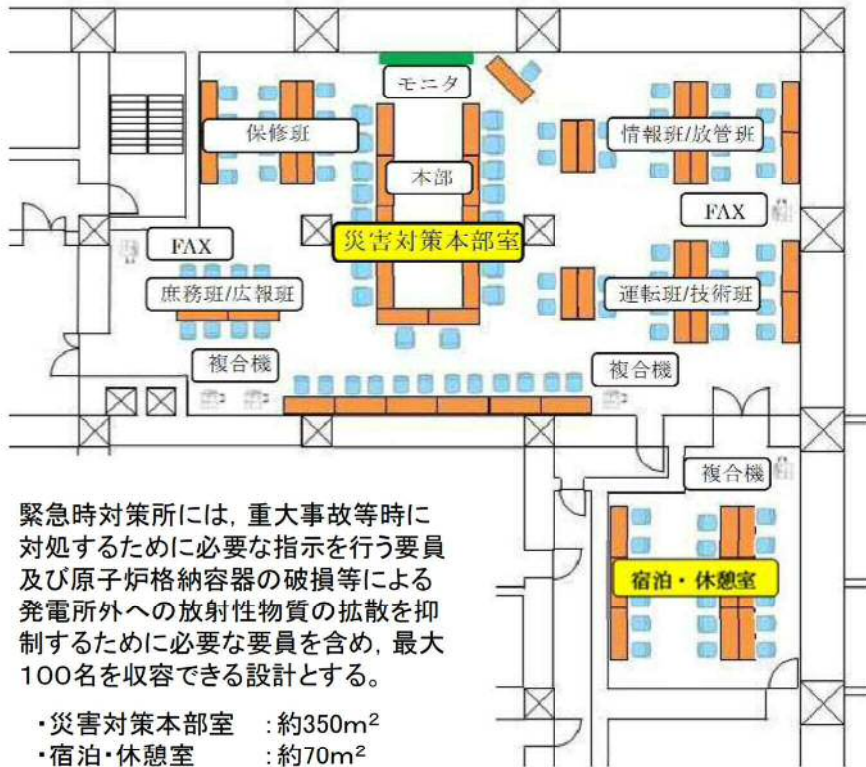 モニタ
保修班
情報班/放管班
本部
FAX
災害対策本部室
FAX
庶務班/広報班
運転班/技術班
複合機
複合機
複合機
宿泊・休憩室
緊急時対策所には，重大事故等時に
対処するために必要な指示を行う要員
及び原子炉格納容器の破損等による
発電所外への放射性物質の拡散を抑
制するために必要な要員を含め，最大
100名を収容できる設計とする。
・災害対策本部室　：約350m²
・宿泊・休憩室　：約70m²